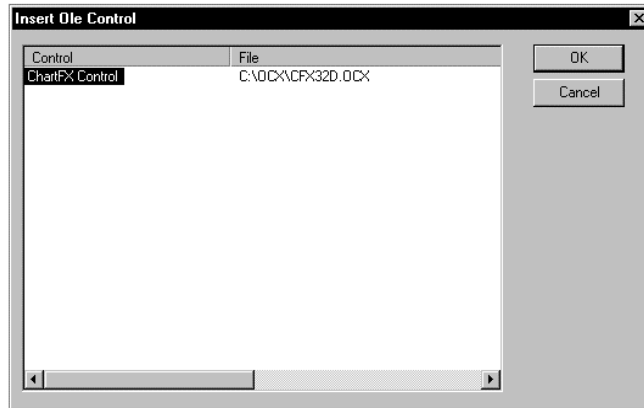 Insert Ole Control
Control File
ChartFX Control C:\OCX\CFX32D.OCX
OK
Cancel